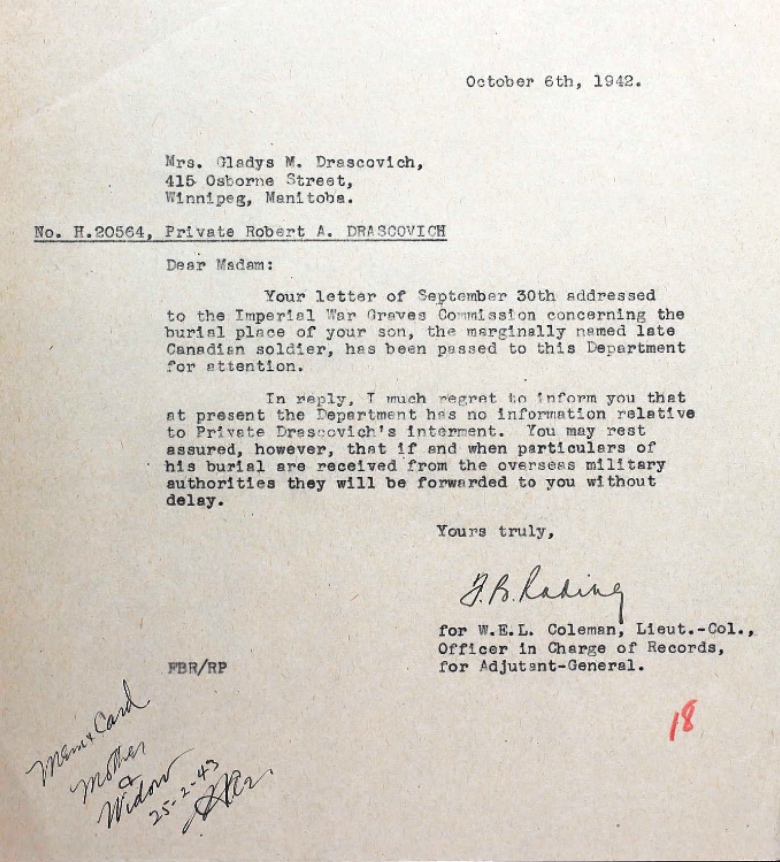 October 6th, 1942.
Mrs. Gladys M. Drascovich,
415 Osborne Street,
Winnipeg, Manitoba.
No. H.20564, Private Robert A. DRASCOVICH
Dear Madam:
Your letter of September 30th addressed
to the Imperial War Graves Commission concerning the
burial place of your son, the marginally named late
Canadian soldier, has been passed to this Department
for attention.
In reply, I much regret to inform you that
at present the Department has no information relative
to Private Drascovich's interment. You may rest
assured, however, that if and when particulars of
his burial are received from the overseas military
authorities they will be forwarded to you without
delay.
Yours truly,
F.B. Rading
for W.E.L. Coleman, Lieut.-Col.,
Officer in Charge of Records,
for Adjutant-General.
FBR/RP
18
Card
Mother
&
Widow
25-2-43